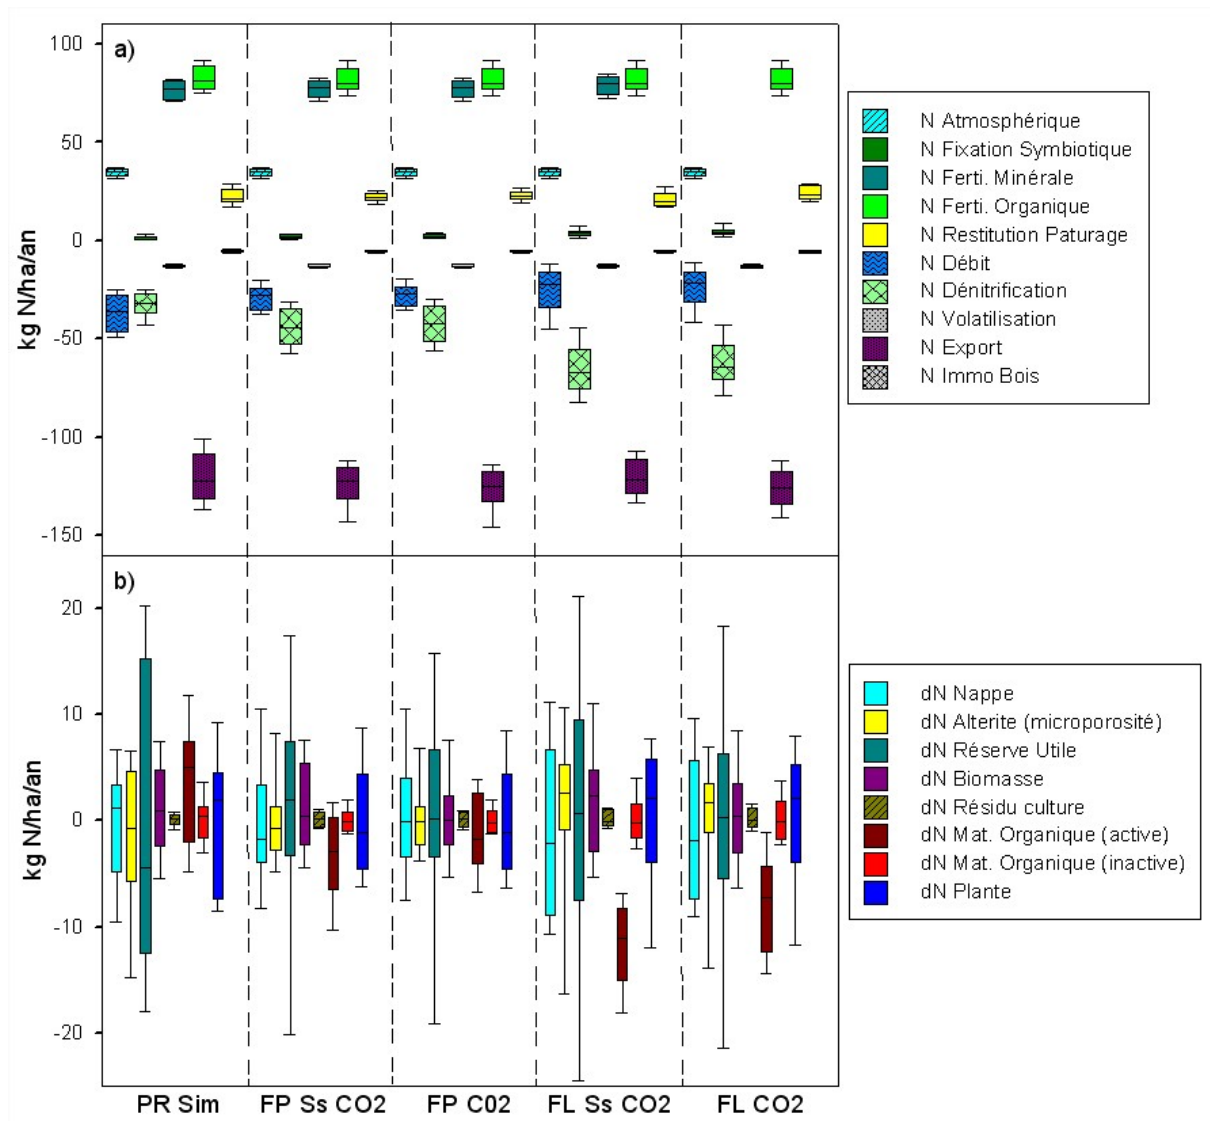 a)
100
50
0
-50
-100
-150
kg N/ha/an
N Atmosphérique
N Fixation Symbiotique
N Ferti. Minérale
N Ferti. Organique
N Restitution Paturage
N Débit
N Dénitrification
N Volatilisation
N Export
N Immo Bois
b)
20
10
0
-10
-20
kg N/ha/an
dN Nappe
dN Alterite (microporosité)
dN Réserve Utile
dN Biomasse
dN Résidu culture
dN Mat. Organique (active)
dN Mat. Organique (inactive)
dN Plante
PR Sim FP Ss CO2 FP C02 FL Ss CO2 FL CO2